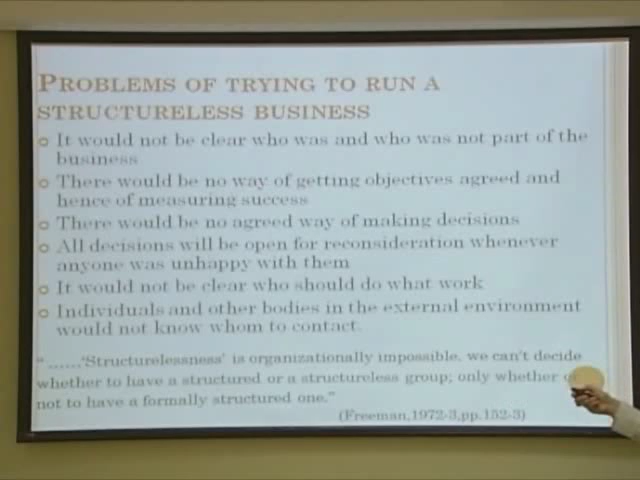 PROBLEMS OF TRYING TO RUN A
STRUCTURELESS BUSINESS
It would not be clear who was and who was not part of the
business
There would be no way of getting objectives agreed and
hence of measuring success
There would be no agreed way of making decisions
All decisions will be open for reconsideration whenever
anyone was unhappy with them
It would not be clear who should do what work
Individuals and other bodies in the external environment
would not know whom to contact.
“ ......‘Structurelessness’ is organizationally impossible. we can't decide
whether to have a structured or a structureless group; only whether
not to have a formally structured one.”
(Freeman,1972-3,pp.152-3)